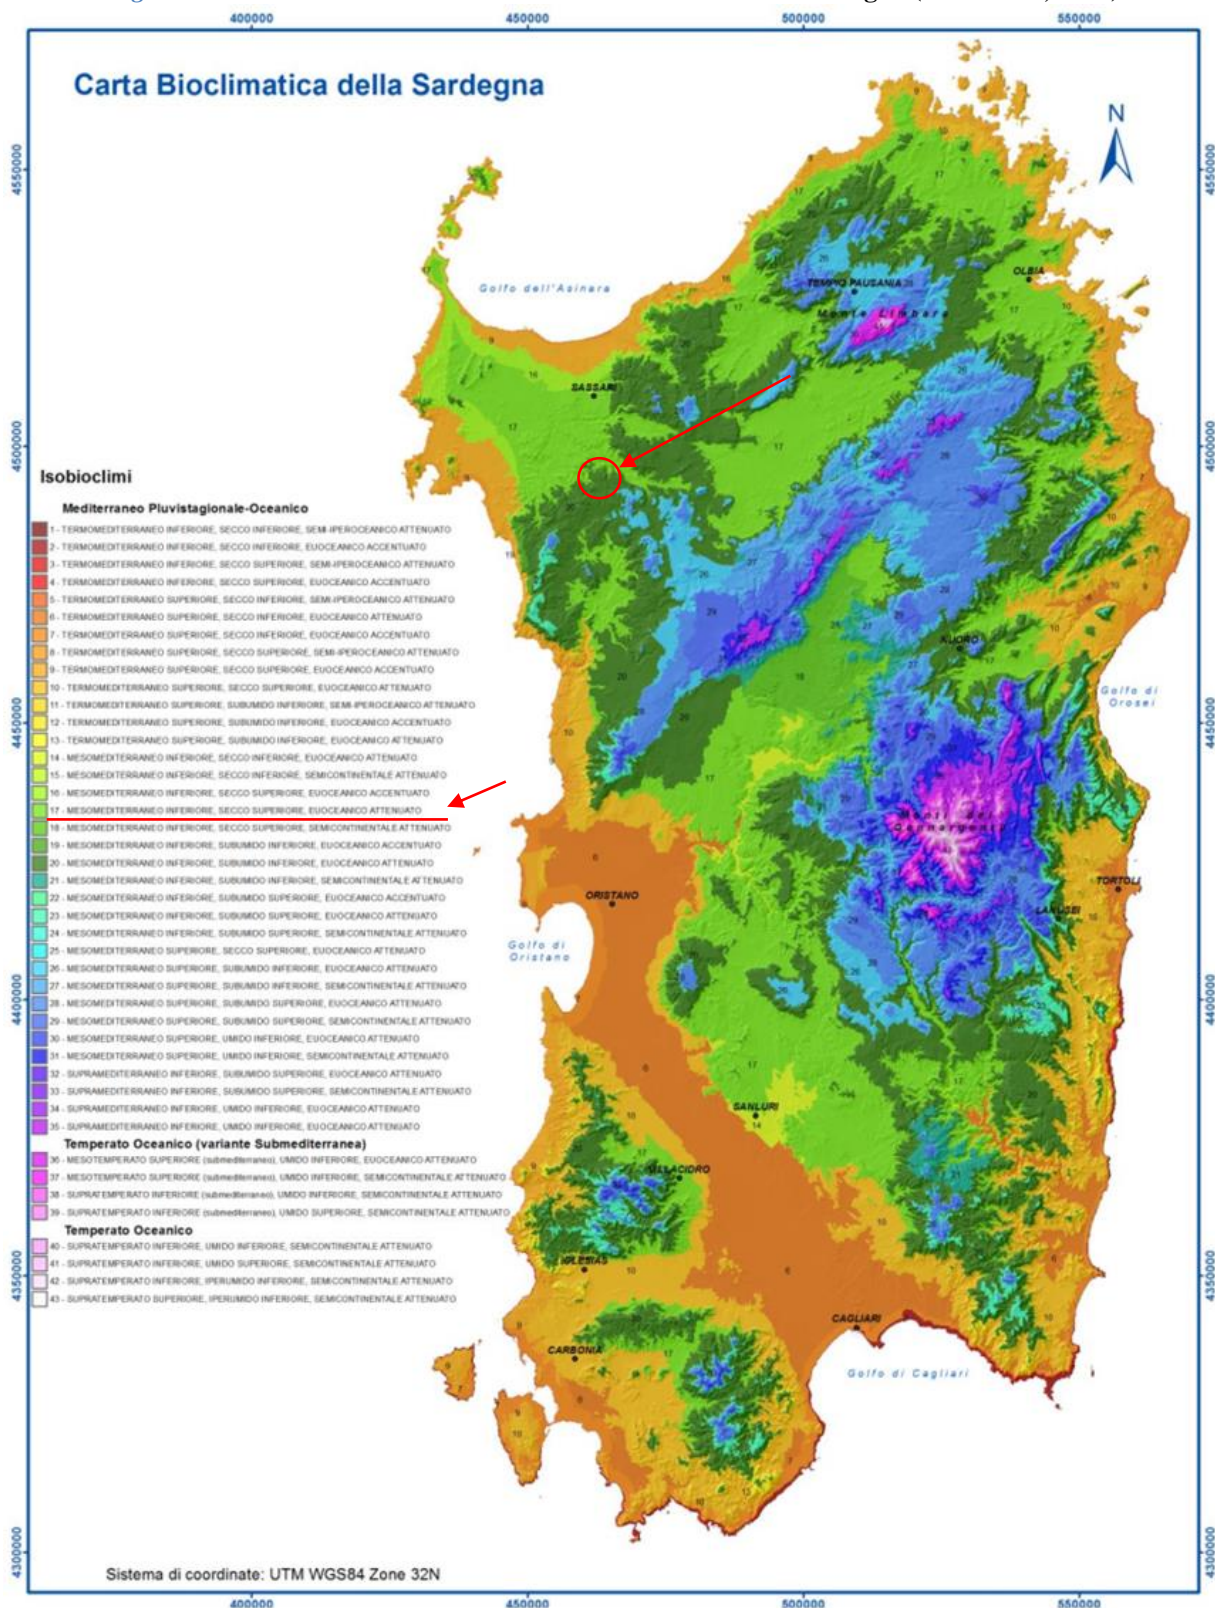 400000 450000 500000 550000
Carta Bioclimatica della Sardegna
N
4550000 4550000
Golfo dell'Asinara
OLBIA
TEMPIO PAUSANIA
Monte Limbara
SASSARI
4500000 4500000
Isobioclimi
Mediterraneo Pluvistagionale-Oceanico
1 - TERMOMEDITERRANEO INFERIORE, SECCO INFERIORE, SEMI-IPEROCEANICO ATTENUATO
2 - TERMOMEDITERRANEO INFERIORE, SECCO INFERIORE, EUOCEANICO ACCENTUATO
3 - TERMOMEDITERRANEO INFERIORE, SECCO SUPERIORE, SEMI-IPEROCEANICO ATTENUATO
4 - TERMOMEDITERRANEO INFERIORE, SECCO SUPERIORE, EUOCEANICO ACCENTUATO
5 - TERMOMEDITERRANEO SUPERIORE, SECCO INFERIORE, SEMI-IPEROCEANICO ATTENUATO
6 - TERMOMEDITERRANEO SUPERIORE, SECCO INFERIORE, EUOCEANICO ATTENUATO
7 - TERMOMEDITERRANEO SUPERIORE, SECCO INFERIORE, EUOCEANICO ACCENTUATO
8 - TERMOMEDITERRANEO SUPERIORE, SECCO SUPERIORE, SEMI-IPEROCEANICO ATTENUATO
9 - TERMOMEDITERRANEO SUPERIORE, SECCO SUPERIORE, EUOCEANICO ACCENTUATO
10 - TERMOMEDITERRANEO SUPERIORE, SECCO SUPERIORE, EUOCEANICO ATTENUATO
11 - TERMOMEDITERRANEO SUPERIORE, SUBUMIDO INFERIORE, SEMI-IPEROCEANICO ATTENUATO
12 - TERMOMEDITERRANEO SUPERIORE, SUBUMIDO INFERIORE, EUOCEANICO ACCENTUATO
13 - TERMOMEDITERRANEO SUPERIORE, SUBUMIDO INFERIORE, EUOCEANICO ATTENUATO
14 - MESOMEDITERRANEO INFERIORE, SECCO INFERIORE, EUOCEANICO ATTENUATO
15 - MESOMEDITERRANEO INFERIORE, SECCO INFERIORE, SEMICONTINENTALE ATTENUATO
16 - MESOMEDITERRANEO INFERIORE, SECCO SUPERIORE, EUOCEANICO ACCENTUATO
17 - MESOMEDITERRANEO INFERIORE, SECCO SUPERIORE, EUOCEANICO ATTENUATO
18 - MESOMEDITERRANEO INFERIORE, SECCO SUPERIORE, SEMICONTINENTALE ATTENUATO
19 - MESOMEDITERRANEO INFERIORE, SUBUMIDO INFERIORE, EUOCEANICO ACCENTUATO
20 - MESOMEDITERRANEO INFERIORE, SUBUMIDO INFERIORE, EUOCEANICO ATTENUATO
21 - MESOMEDITERRANEO INFERIORE, SUBUMIDO INFERIORE, SEMICONTINENTALE ATTENUATO
22 - MESOMEDITERRANEO INFERIORE, SUBUMIDO SUPERIORE, EUOCEANICO ACCENTUATO
23 - MESOMEDITERRANEO INFERIORE, SUBUMIDO SUPERIORE, EUOCEANICO ATTENUATO
24 - MESOMEDITERRANEO INFERIORE, SUBUMIDO SUPERIORE, SEMICONTINENTALE ATTENUATO
25 - MESOMEDITERRANEO SUPERIORE, SECCO SUPERIORE, EUOCEANICO ATTENUATO
26 - MESOMEDITERRANEO SUPERIORE, SUBUMIDO INFERIORE, EUOCEANICO ATTENUATO
27 - MESOMEDITERRANEO SUPERIORE, SUBUMIDO INFERIORE, SEMICONTINENTALE ATTENUATO
28 - MESOMEDITERRANEO SUPERIORE, SUBUMIDO SUPERIORE, EUOCEANICO ATTENUATO
29 - MESOMEDITERRANEO SUPERIORE, SUBUMIDO SUPERIORE, SEMICONTINENTALE ATTENUATO
30 - MESOMEDITERRANEO SUPERIORE, UMIDO INFERIORE, EUOCEANICO ATTENUATO
31 - MESOMEDITERRANEO SUPERIORE, UMIDO INFERIORE, SEMICONTINENTALE ATTENUATO
32 - SUPRAMEDITERRANEO INFERIORE, SUBUMIDO SUPERIORE, EUOCEANICO ATTENUATO
33 - SUPRAMEDITERRANEO INFERIORE, SUBUMIDO SUPERIORE, SEMICONTINENTALE ATTENUATO
34 - SUPRAMEDITERRANEO INFERIORE, UMIDO INFERIORE, EUOCEANICO ATTENUATO
35 - SUPRAMEDITERRANEO INFERIORE, UMIDO INFERIORE, EUOCEANICO ATTENUATO
Temperato Oceanico (variante Submediterranea)
36 - MESOTEMPERATO SUPERIORE (submediterraneo), UMIDO INFERIORE, EUOCEANICO ATTENUATO
37 - MESOTEMPERATO SUPERIORE (submediterraneo), UMIDO INFERIORE, SEMICONTINENTALE ATTENUATO
38 - SUPRATEMPERATO INFERIORE (submediterraneo), UMIDO INFERIORE, SEMICONTINENTALE ATTENUATO
39 - SUPRATEMPERATO INFERIORE (submediterraneo), UMIDO SUPERIORE, SEMICONTINENTALE ATTENUATO
Temperato Oceanico
40 - SUPRATEMPERATO INFERIORE, UMIDO INFERIORE, SEMICONTINENTALE ATTENUATO
41 - SUPRATEMPERATO INFERIORE, UMIDO SUPERIORE, SEMICONTINENTALE ATTENUATO
42 - SUPRATEMPERATO INFERIORE, IPERUMIDO INFERIORE, SEMICONTINENTALE ATTENUATO
43 - SUPRATEMPERATO SUPERIORE, IPERUMIDO INFERIORE, SEMICONTINENTALE ATTENUATO
NUORO
Golfo di
Orosei
4450000 4450000
Monti del
Gennargentu
ORISTANO
TORTOLI
LANUSEI
Golfo di
Oristano
4400000 4400000
SANLURI
VILLACIDRO
IGLESIAS
4350000 4350000
CAGLIARI
CARBONIA
Golfo di Cagliari
4300000 4300000
Sistema di coordinate: UTM WGS84 Zone 32N
400000 450000 500000 550000